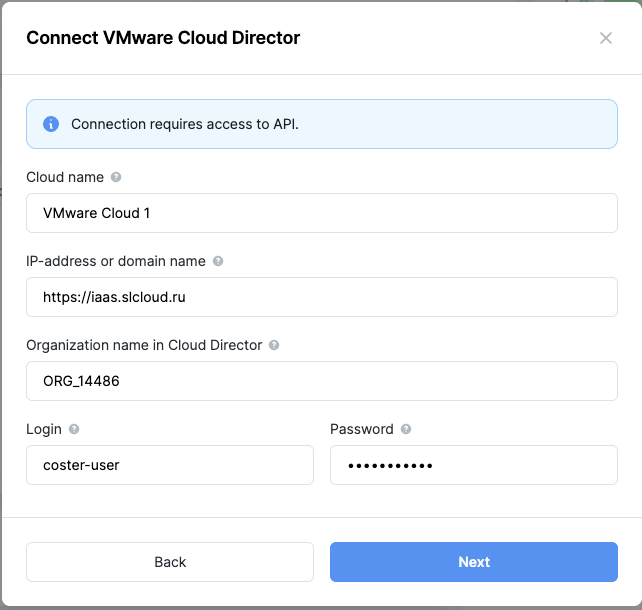 Connect VMware Cloud Director
Connection requires access to API.
Cloud name
VMware Cloud 1
IP-address or domain name
https://iaas.slcloud.ru
Organization name in Cloud Director
ORG_14486
Login Password
coster-user •••••••••••
Back Next